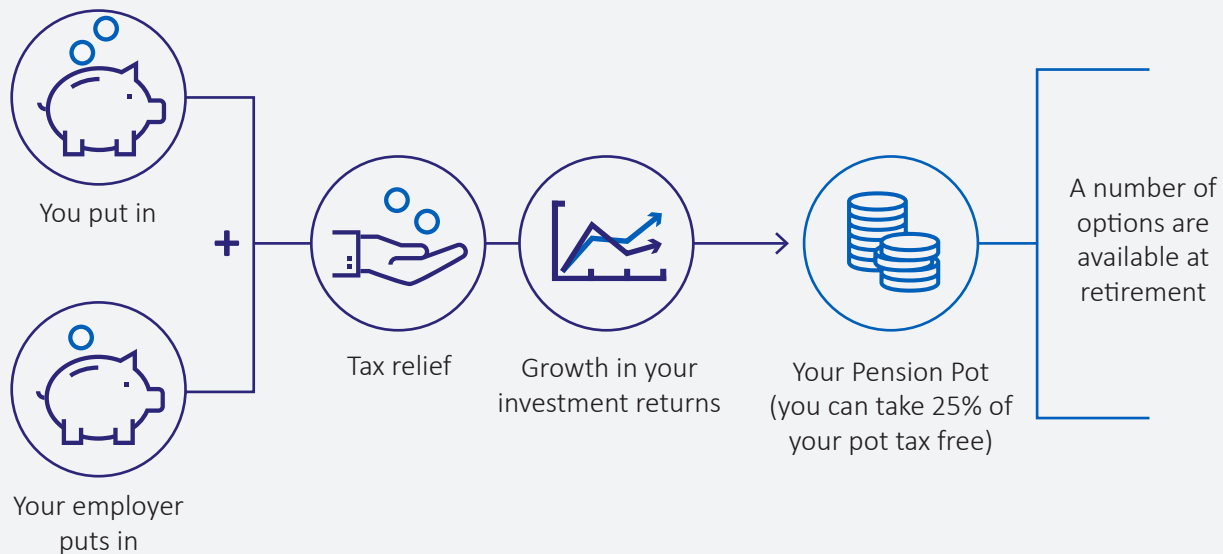 You put in
+
Your employer
puts in
Tax relief
Growth in your
investment returns
Your Pension Pot
(you can take 25% of
your pot tax free)
A number of
options are
available at
retirement